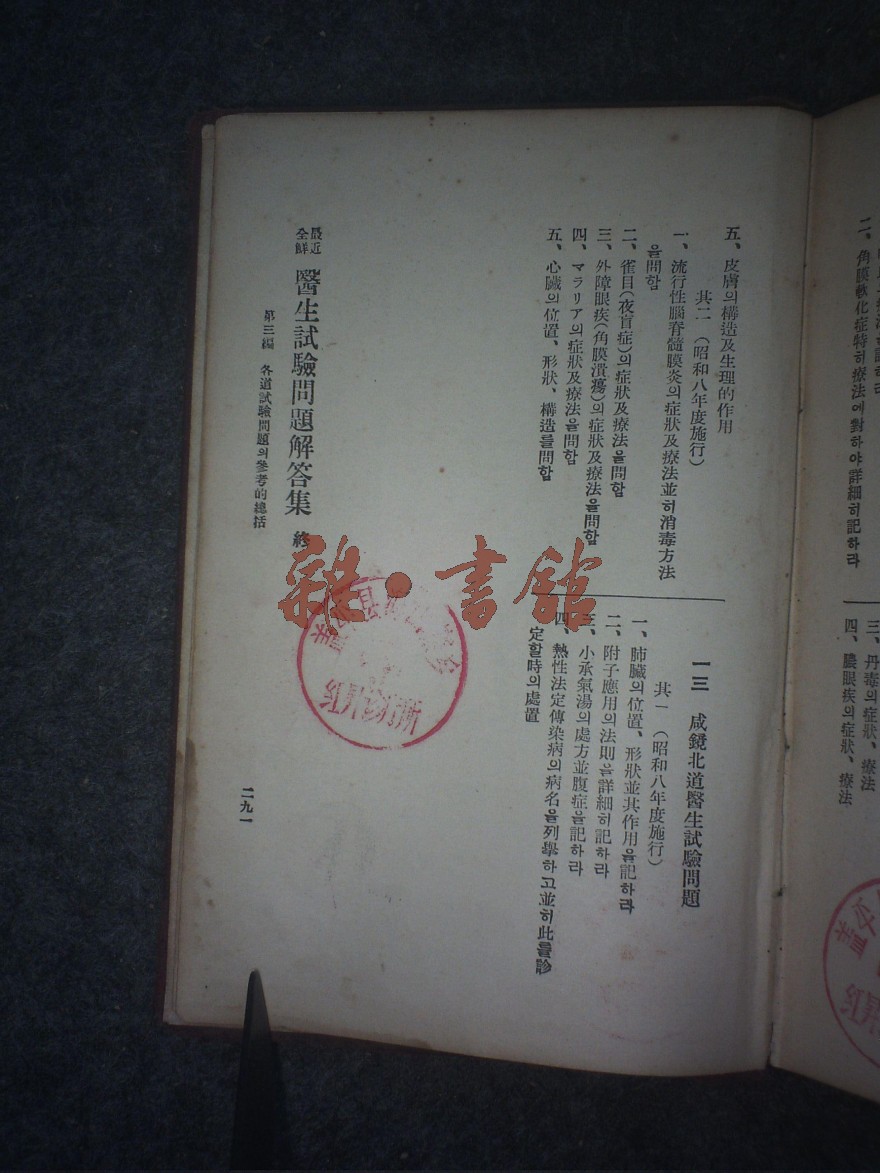 二、角膜軟化症特히療法에對하야詳細히記하라
三、丹毒의症狀、療法
四、膿眼疾의症狀、療法
五、皮膚의構造及生理的作用
其二 (昭和八年度施行)
一、流行性腦脊髓膜炎의症狀及療法並히消毒方法
을問함
二、雀目(夜盲症)의症狀及療法을問함
三、外障眼疾(角膜潰瘍)의症狀及療法을問함
四、マラリア의症狀及療法을問함
五、心臟의位置、形狀、構造를問함
一三 咸鏡北道醫生試驗問題
其一 (昭和八年度施行)
一、肺臟의位置、形狀並其作用을記하라
二、附子應用의法則을詳細히記하라
三、小承氣湯의處方並腹症을記하라
四、熱性法定傳染病의病名을列擧하고並히此를診
定할時의處置
最近
全鮮 醫生試驗問題解答集 終
第三編 各道試驗問題의參考的總括
二九一
雜·書館